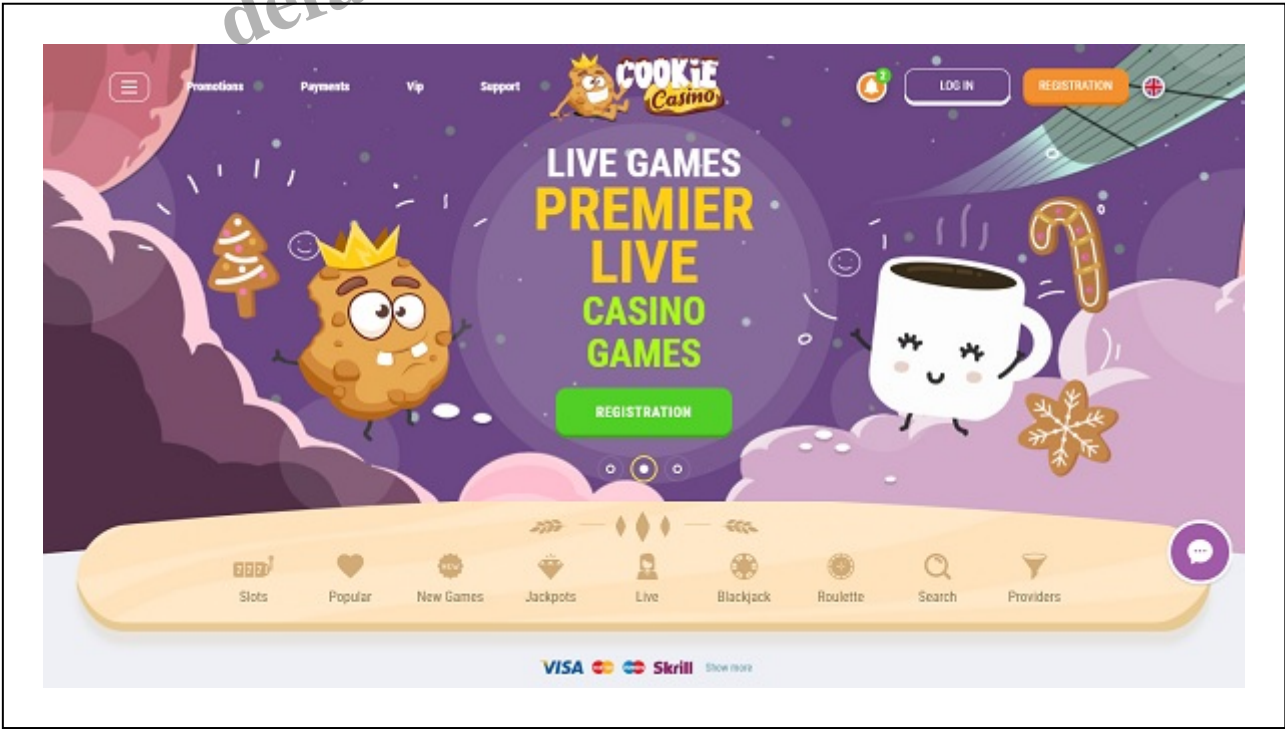 Promotions
Payments
Vip
Support
COOKiE
Casino
2
LOG IN
REGISTRATION
LIVE GAMES
PREMIER
LIVE
CASINO
GAMES
REGISTRATION
Slots
Popular
New Games
Jackpots
Live
Blackjack
Roulette
Search
Providers
VISA
Skrill
Show more